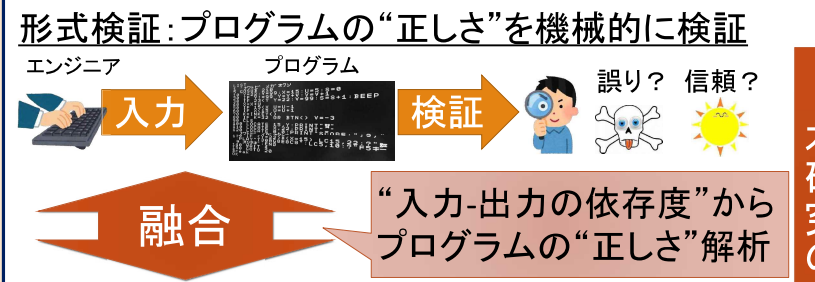 形式検証:プログラムの“正しさ”を機械的に検証
エンジニア
プログラム
誤り? 信頼?
入力
検証
融合
“入力-出力の依存度”から
プログラムの“正しさ”解析